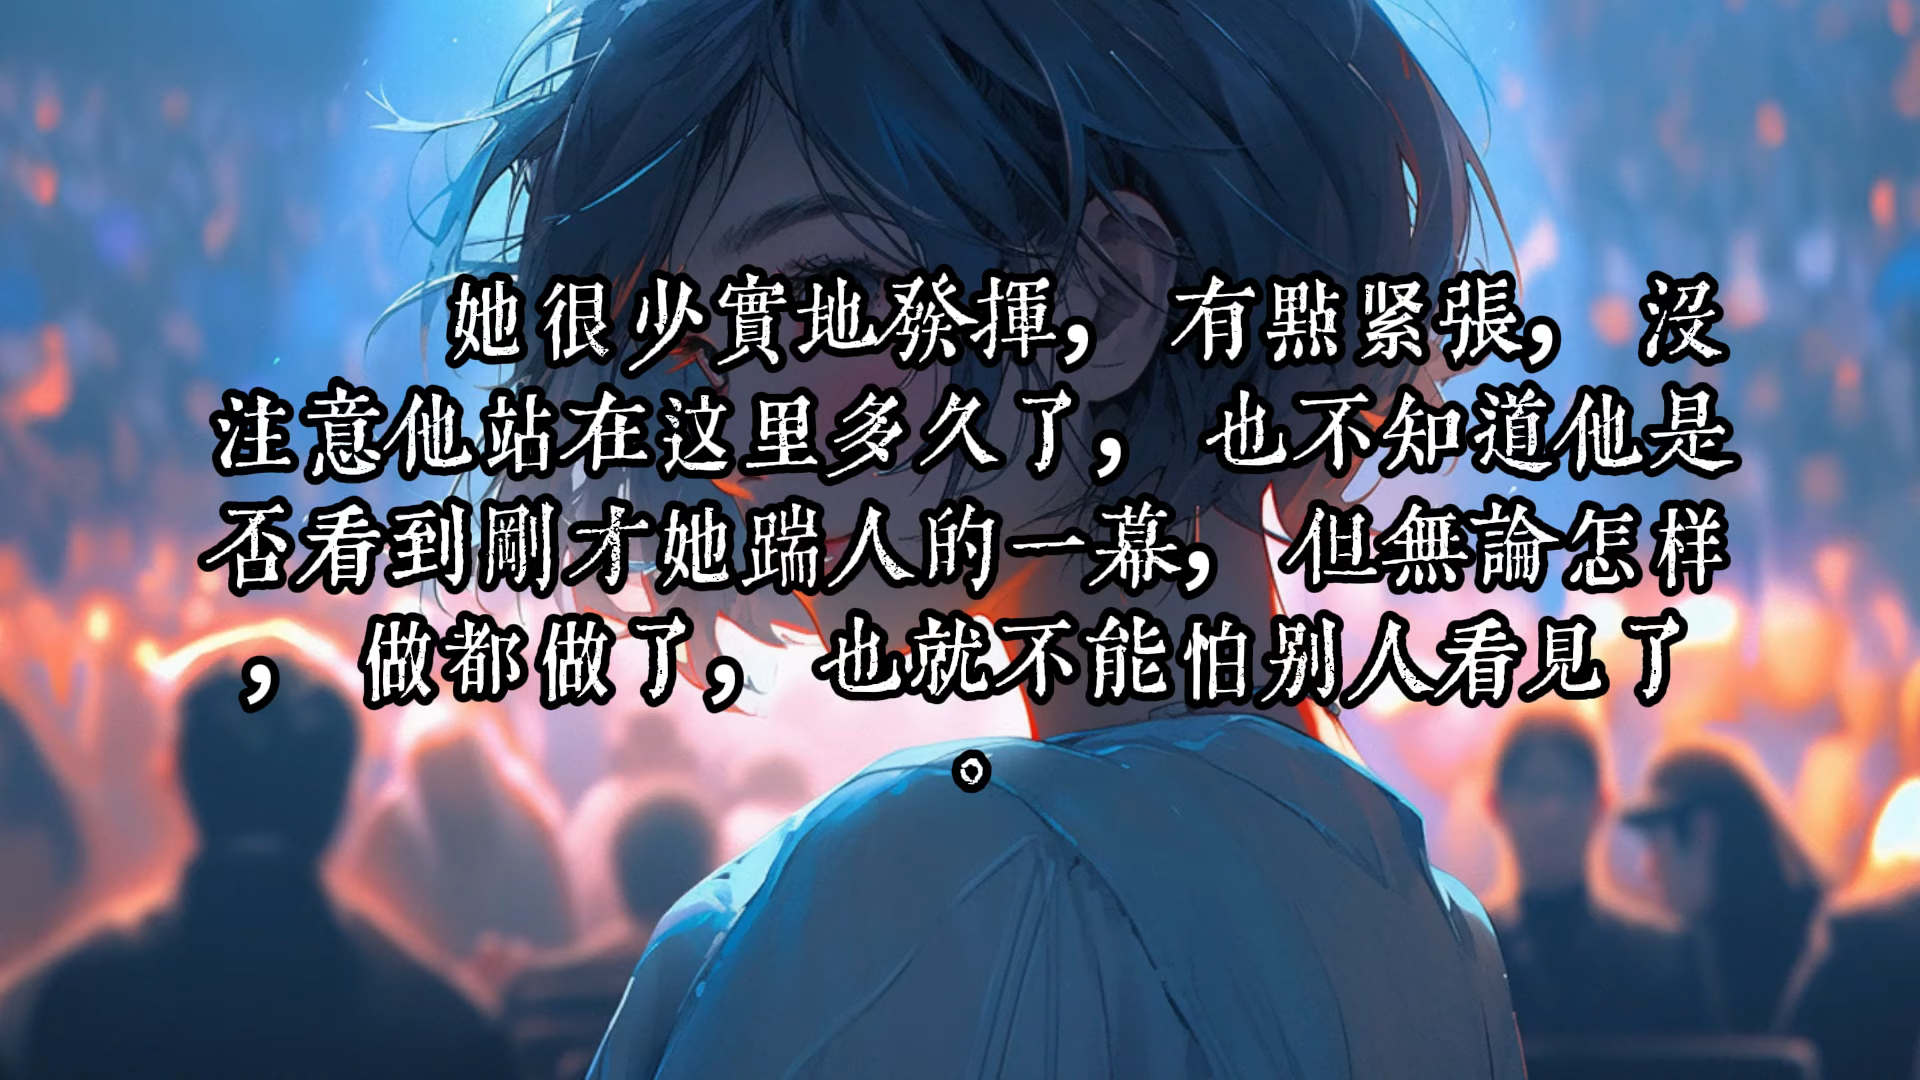 她很少實地發揮，有點紧張，沒
注意他站在这里多久了，也不知道他是
否看到剛才她踹人的一幕，但無論怎样
，做都做了，也就不能怕别人看見了
。